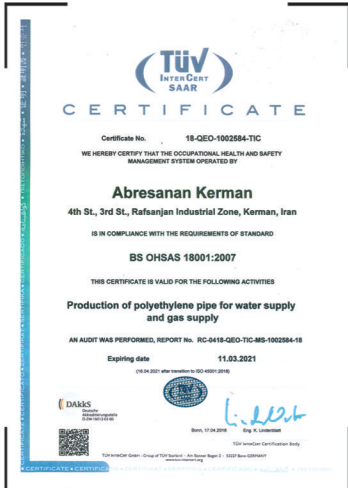 TÜV
INTERCERT
SAAR
CERTIFICATE
Certificate No. 18-QEO-1002584-TIC
WE HEREBY CERTIFY THAT THE OCCUPATIONAL HEALTH AND SAFETY
MANAGEMENT SYSTEM OPERATED BY
Abresanan Kerman
4th St., 3rd St., Rafsanjan Industrial Zone, Kerman, Iran
IS IN COMPLIANCE WITH THE REQUIREMENTS OF STANDARD
BS OHSAS 18001:2007
THIS CERTIFICATE IS VALID FOR THE FOLLOWING ACTIVITIES
Production of polyethylene pipe for water supply
and gas supply
AN AUDIT WAS PERFORMED, REPORT No. RC-0418-QEO-TIC-MS-1002584-18
Expiring date 11.03.2021
(16.04.2021 after transition to ISO 45001:2018)
DAkkS
Deutsche
Akkreditierungsstelle
Bonn, 17.04.2018 Eng. K. Linderblatt
TÜV InterCert Certification Body
CERTIFICATE • CERTIFICA